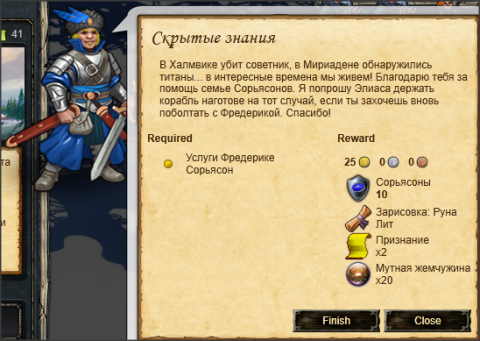 41
Скрытые знания
В Халмвике убит советник, в Мириадене обнаружились
титаны... в интересные времена мы живем! Благодарю тебя за
помощь семье Сорьясонов. Я попрошу Элиаса держать
корабль наготове на тот случай, если ты захочешь вновь
поболтать с Фредерикой. Спасибо!
Required
Услуги Фредерике
Сорьясон
Reward
25 0 0
Сорьясоны
10
Зарисовка: Руна
Лит
Признание
x2
Мутная жемчужина
x20
Finish
Close